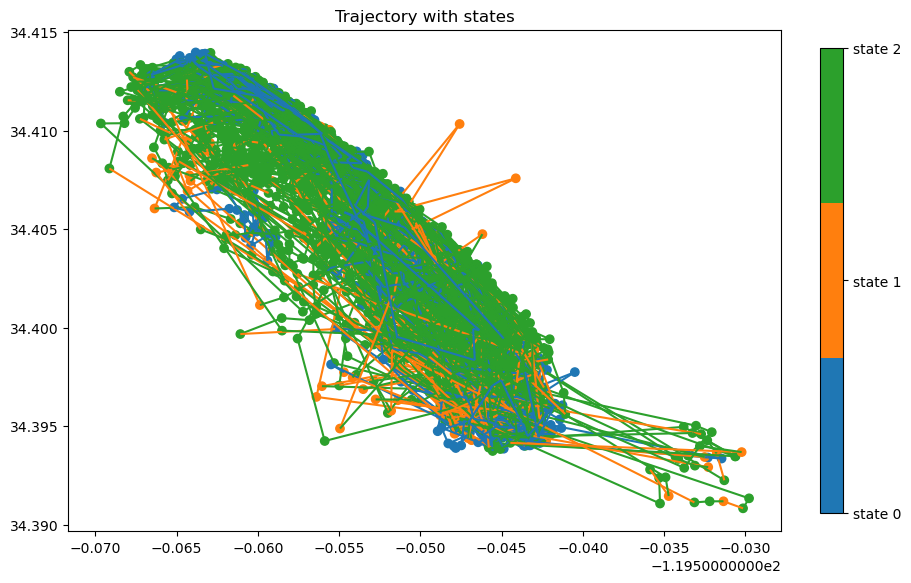 Trajectory with states
34.415
34.410
34.405
34.400
34.395
34.390
−0.070 −0.065 −0.060 −0.055 −0.050 −0.045 −0.040 −0.035 −0.030
−1.1950000000e2
state 2
state 1
state 0